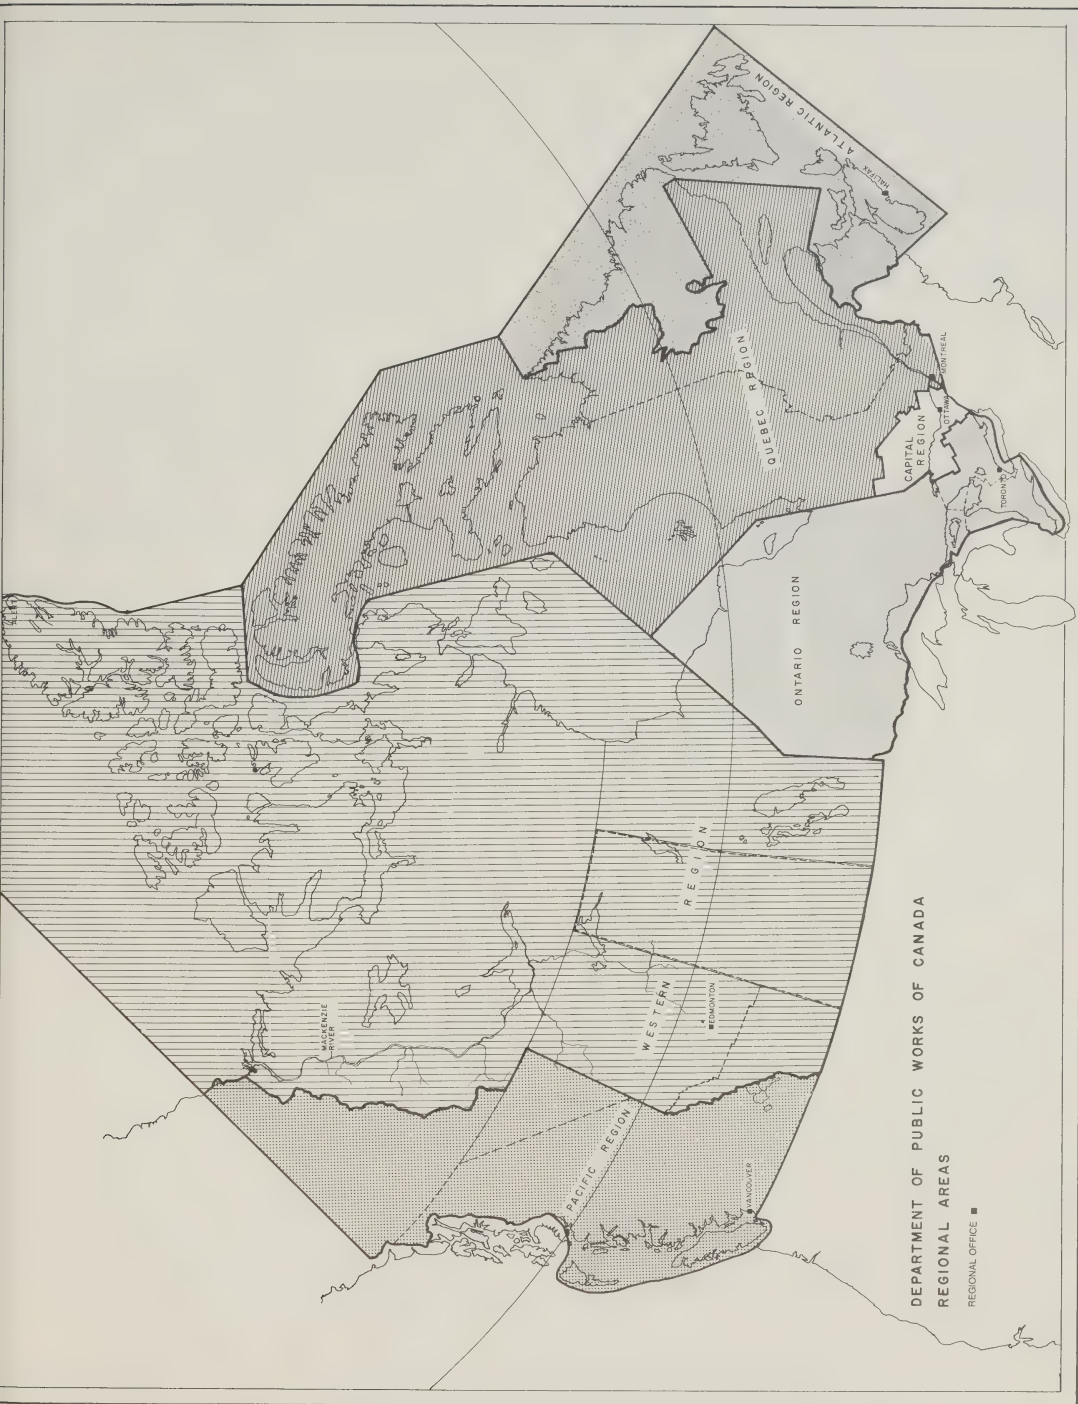 DEPARTMENT OF PUBLIC WORKS OF CANADA
REGIONAL AREAS
REGIONAL OFFICE
PACIFIC REGION
VANCOUVER
MACKENZIE
RIVER
WESTERN
REGION
EDMONTON
ONTARIO REGION
TORONTO
CAPITAL
REGION
OTTAWA
MONTREAL
QUEBEC REGION
ATLANTIC REGION
HALIFAX
ALERT